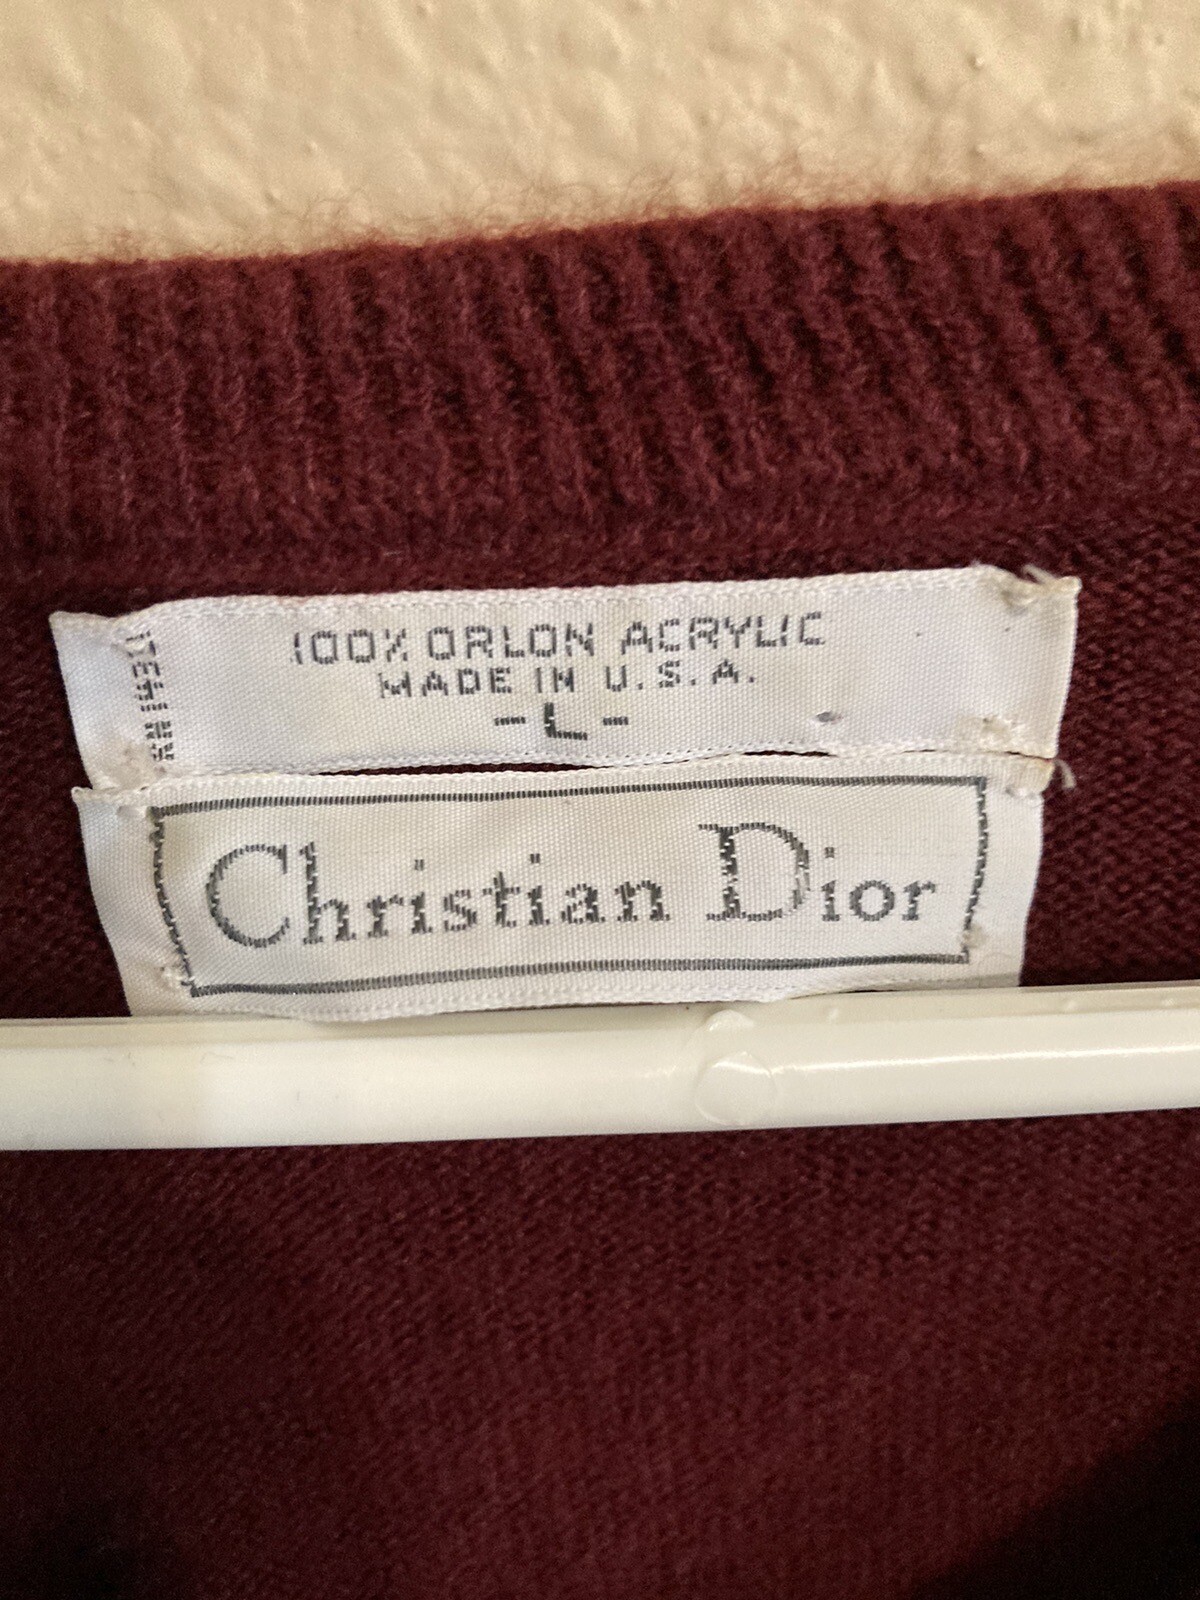 100% ORLON ACRYLIC
MADE IN U.S.A.
- L -
Christian Dior